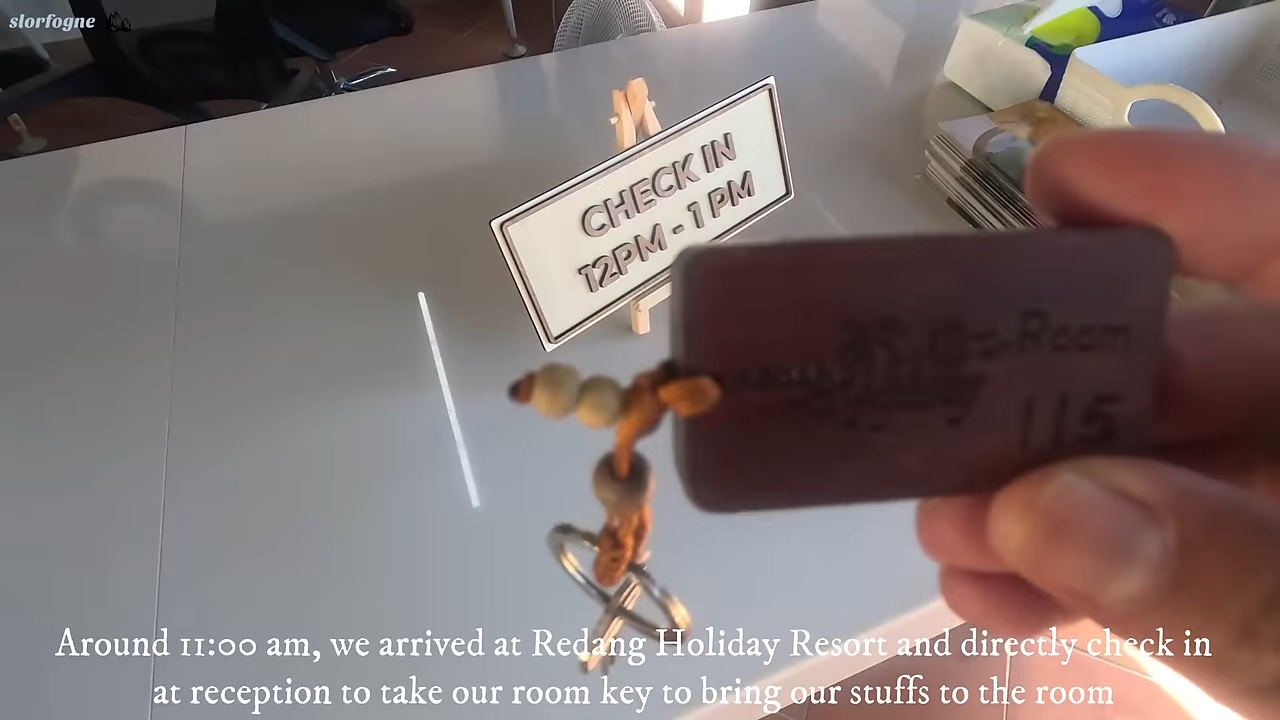 slorfogne
CHECK IN
12PM - 1 PM
Room
115
Around 11:00 am, we arrived at Redang Holiday Resort and directly check in
at reception to take our room key to bring our stuffs to the room